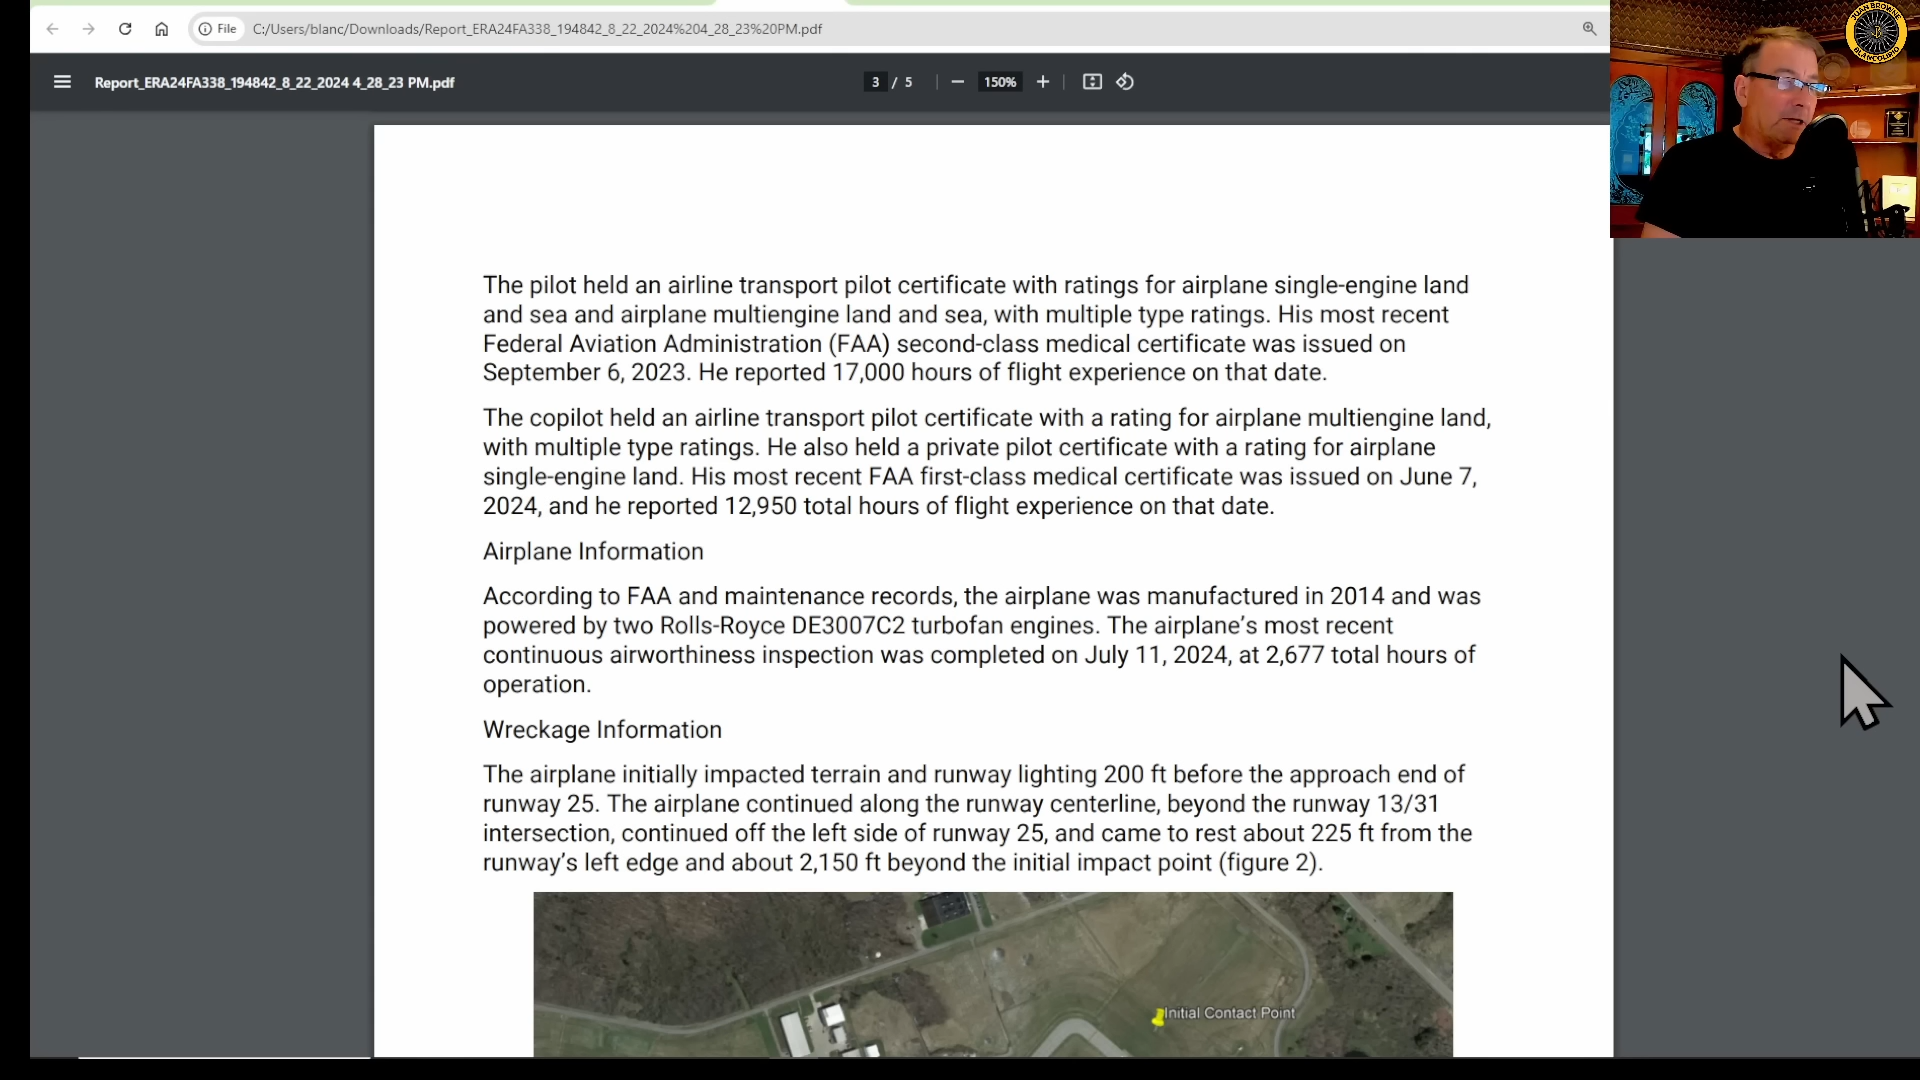 File
C:/Users/blanc/Downloads/Report_ERA24FA338_194842_8_22_2024%204_28_23%20PM.pdf
Report_ERA24FA338_194842_8_22_2024 4_28_23 PM.pdf
3 / 5
150%
JUAN BROWNE
BLANCOLIRIO
The pilot held an airline transport pilot certificate with ratings for airplane single-engine land
and sea and airplane multiengine land and sea, with multiple type ratings. His most recent
Federal Aviation Administration (FAA) second-class medical certificate was issued on
September 6, 2023. He reported 17,000 hours of flight experience on that date.
The copilot held an airline transport pilot certificate with a rating for airplane multiengine land,
with multiple type ratings. He also held a private pilot certificate with a rating for airplane
single-engine land. His most recent FAA first-class medical certificate was issued on June 7,
2024, and he reported 12,950 total hours of flight experience on that date.
Airplane Information
According to FAA and maintenance records, the airplane was manufactured in 2014 and was
powered by two Rolls-Royce DE3007C2 turbofan engines. The airplane’s most recent
continuous airworthiness inspection was completed on July 11, 2024, at 2,677 total hours of
operation.
Wreckage Information
The airplane initially impacted terrain and runway lighting 200 ft before the approach end of
runway 25. The airplane continued along the runway centerline, beyond the runway 13/31
intersection, continued off the left side of runway 25, and came to rest about 225 ft from the
runway’s left edge and about 2,150 ft beyond the initial impact point (figure 2).
Initial Contact Point